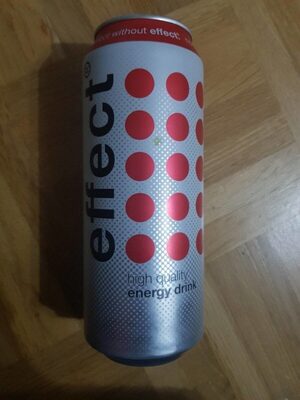 without effect.
effect®
high quality
energy drink